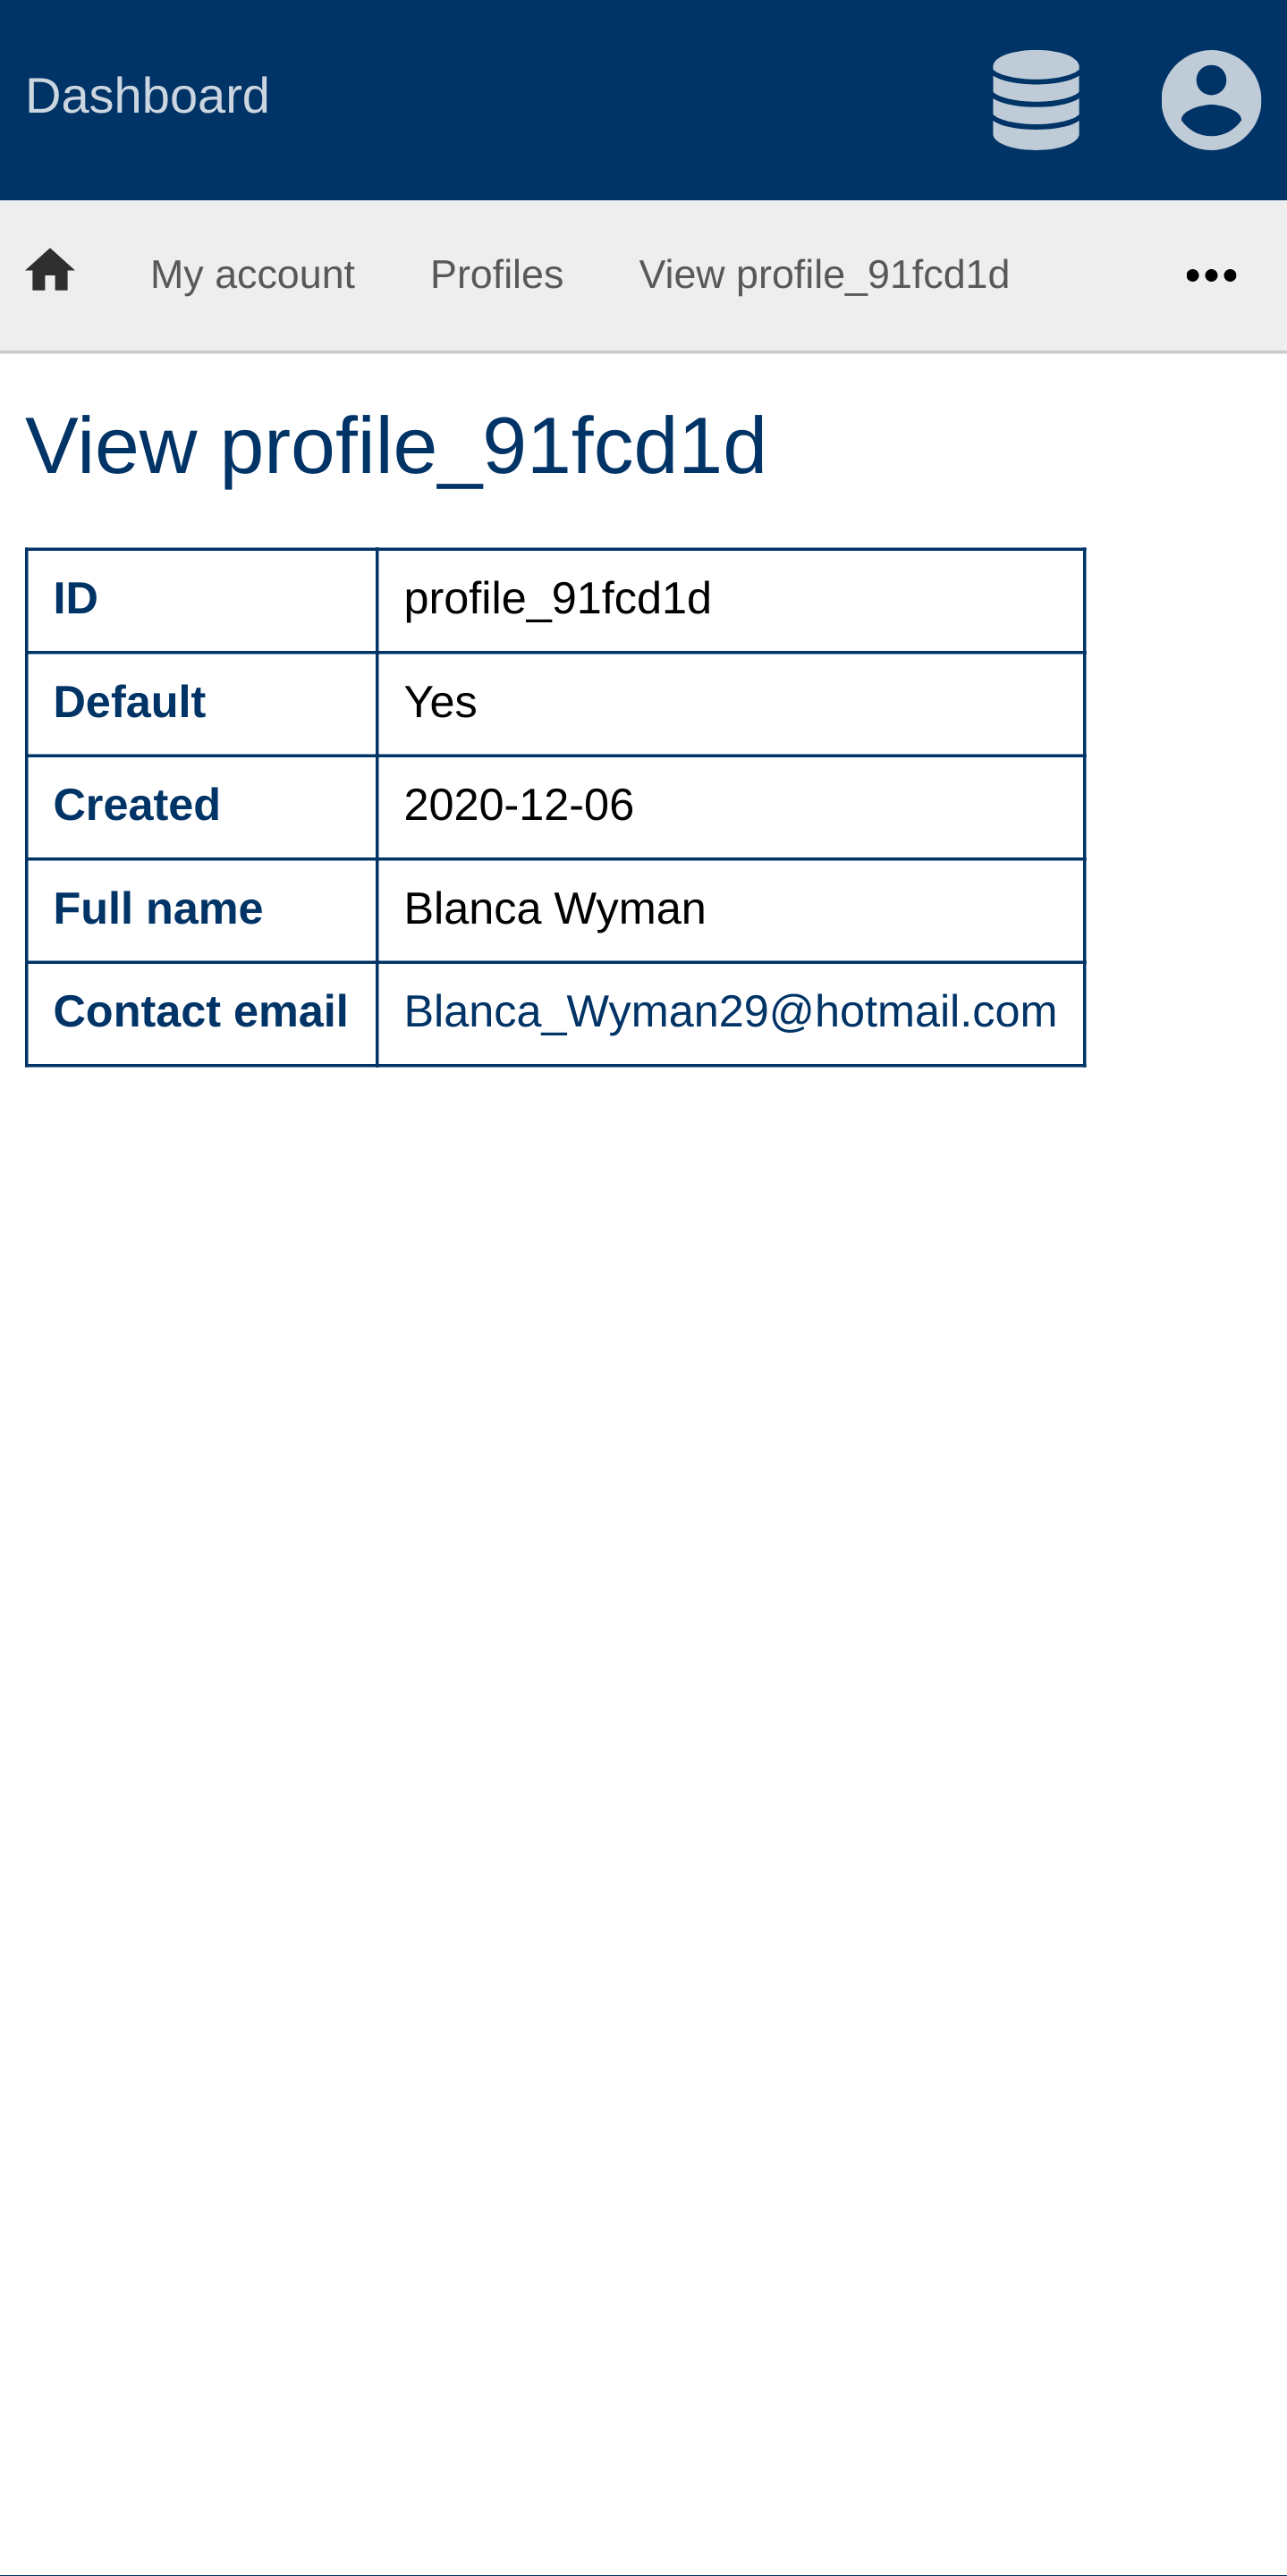 Dashboard
My account Profiles View profile_91fcd1d
View profile_91fcd1d
ID profile_91fcd1d
Default Yes
Created 2020-12-06
Full name Blanca Wyman
Contact email Blanca_Wyman29@hotmail.com